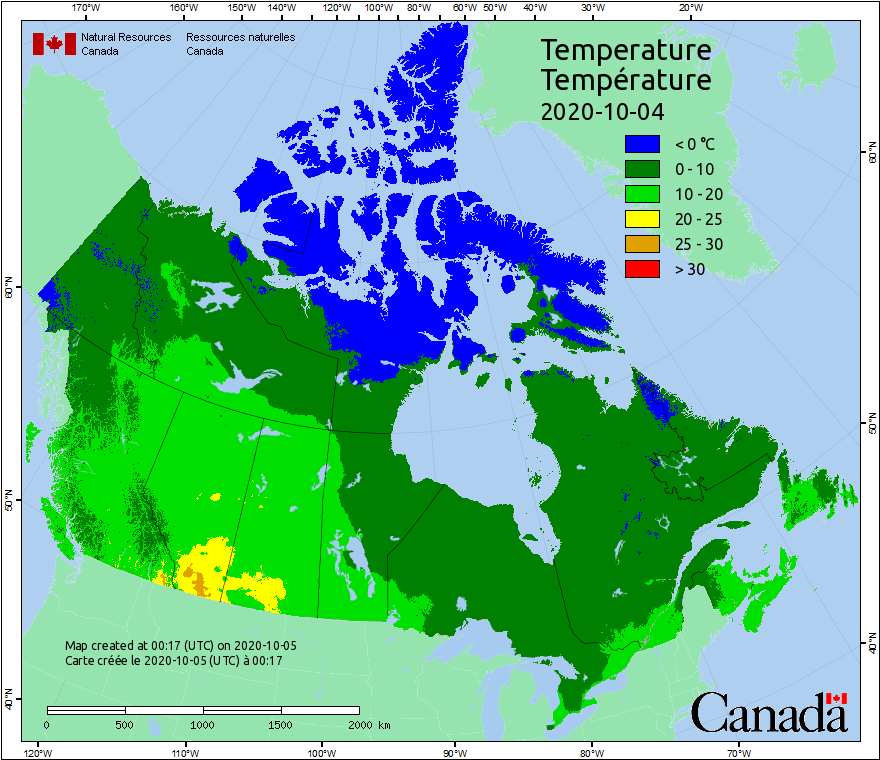 170°W 160°W 150°W 140°W 120°W 100°W 80°W 60°W 50°W 40°W 30°W 20°W
Natural Resources Ressources naturelles
Canada Canada
Temperature
Température
2020-10-04
< 0 °C
0 - 10
10 - 20
20 - 25
25 - 30
> 30
60°N
60°N
50°N
50°N
40°N
40°N
Map created at 00:17 (UTC) on 2020-10-05
Carte créée le 2020-10-05 (UTC) à 00:17
0 500 1000 1500 2000 km
Canada
120°W 110°W 100°W 90°W 80°W 70°W